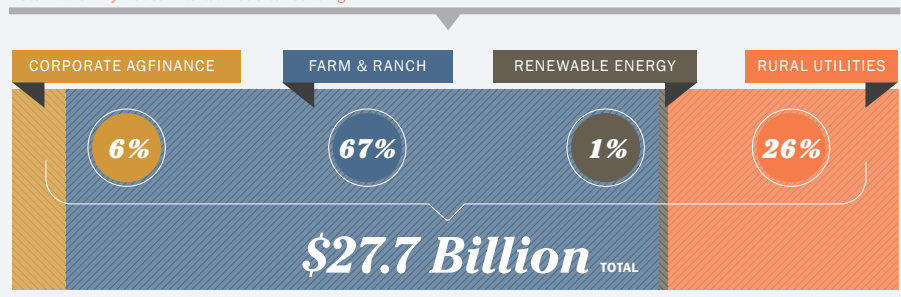 CORPORATE AGFINANCE
FARM & RANCH
RENEWABLE ENERGY
RURAL UTILITIES
6%
67%
1%
26%
$27.7 Billion TOTAL